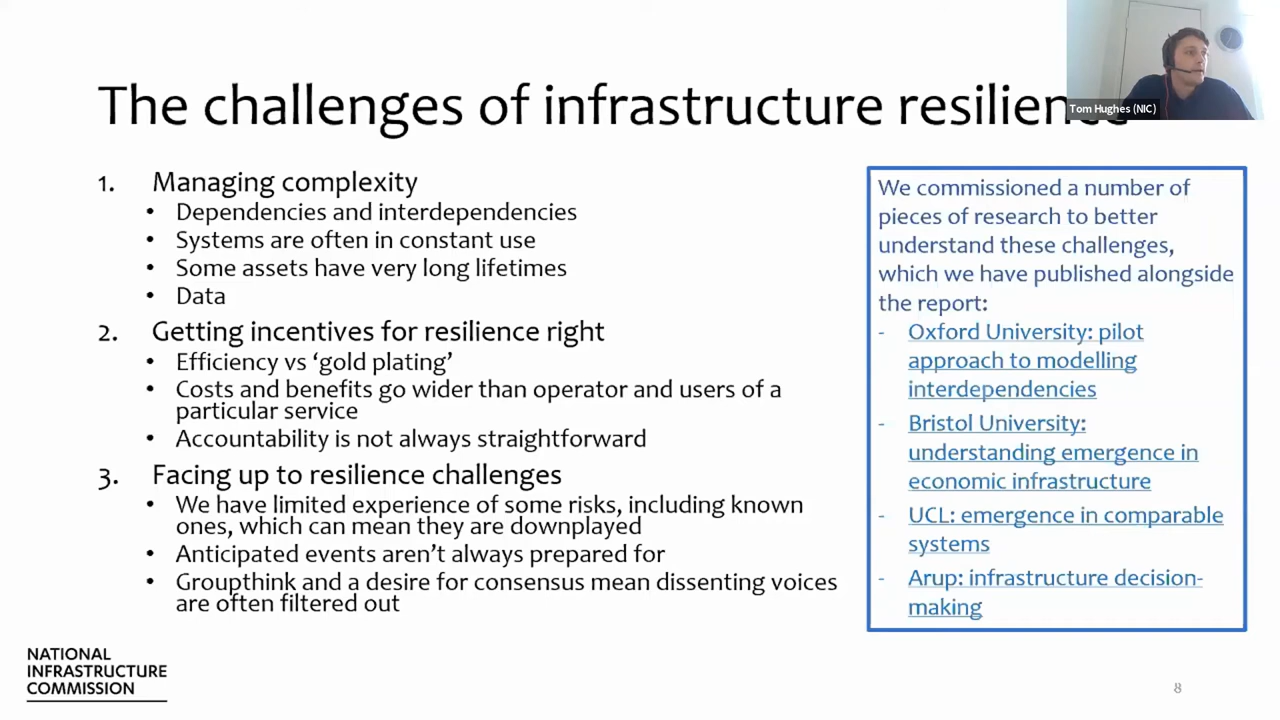 The challenges of infrastructure resilience
Tom Hughes (NIC)
1. Managing complexity
• Dependencies and interdependencies
• Systems are often in constant use
• Some assets have very long lifetimes
• Data
2. Getting incentives for resilience right
• Efficiency vs ‘gold plating’
• Costs and benefits go wider than operator and users of a
particular service
• Accountability is not always straightforward
3. Facing up to resilience challenges
• We have limited experience of some risks, including known
ones, which can mean they are downplayed
• Anticipated events aren’t always prepared for
• Groupthink and a desire for consensus mean dissenting voices
are often filtered out
We commissioned a number of
pieces of research to better
understand these challenges,
which we have published alongside
the report:
- Oxford University: pilot
approach to modelling
interdependencies
- Bristol University:
understanding emergence in
economic infrastructure
- UCL: emergence in comparable
systems
- Arup: infrastructure decision-
making
NATIONAL
INFRASTRUCTURE
COMMISSION
8